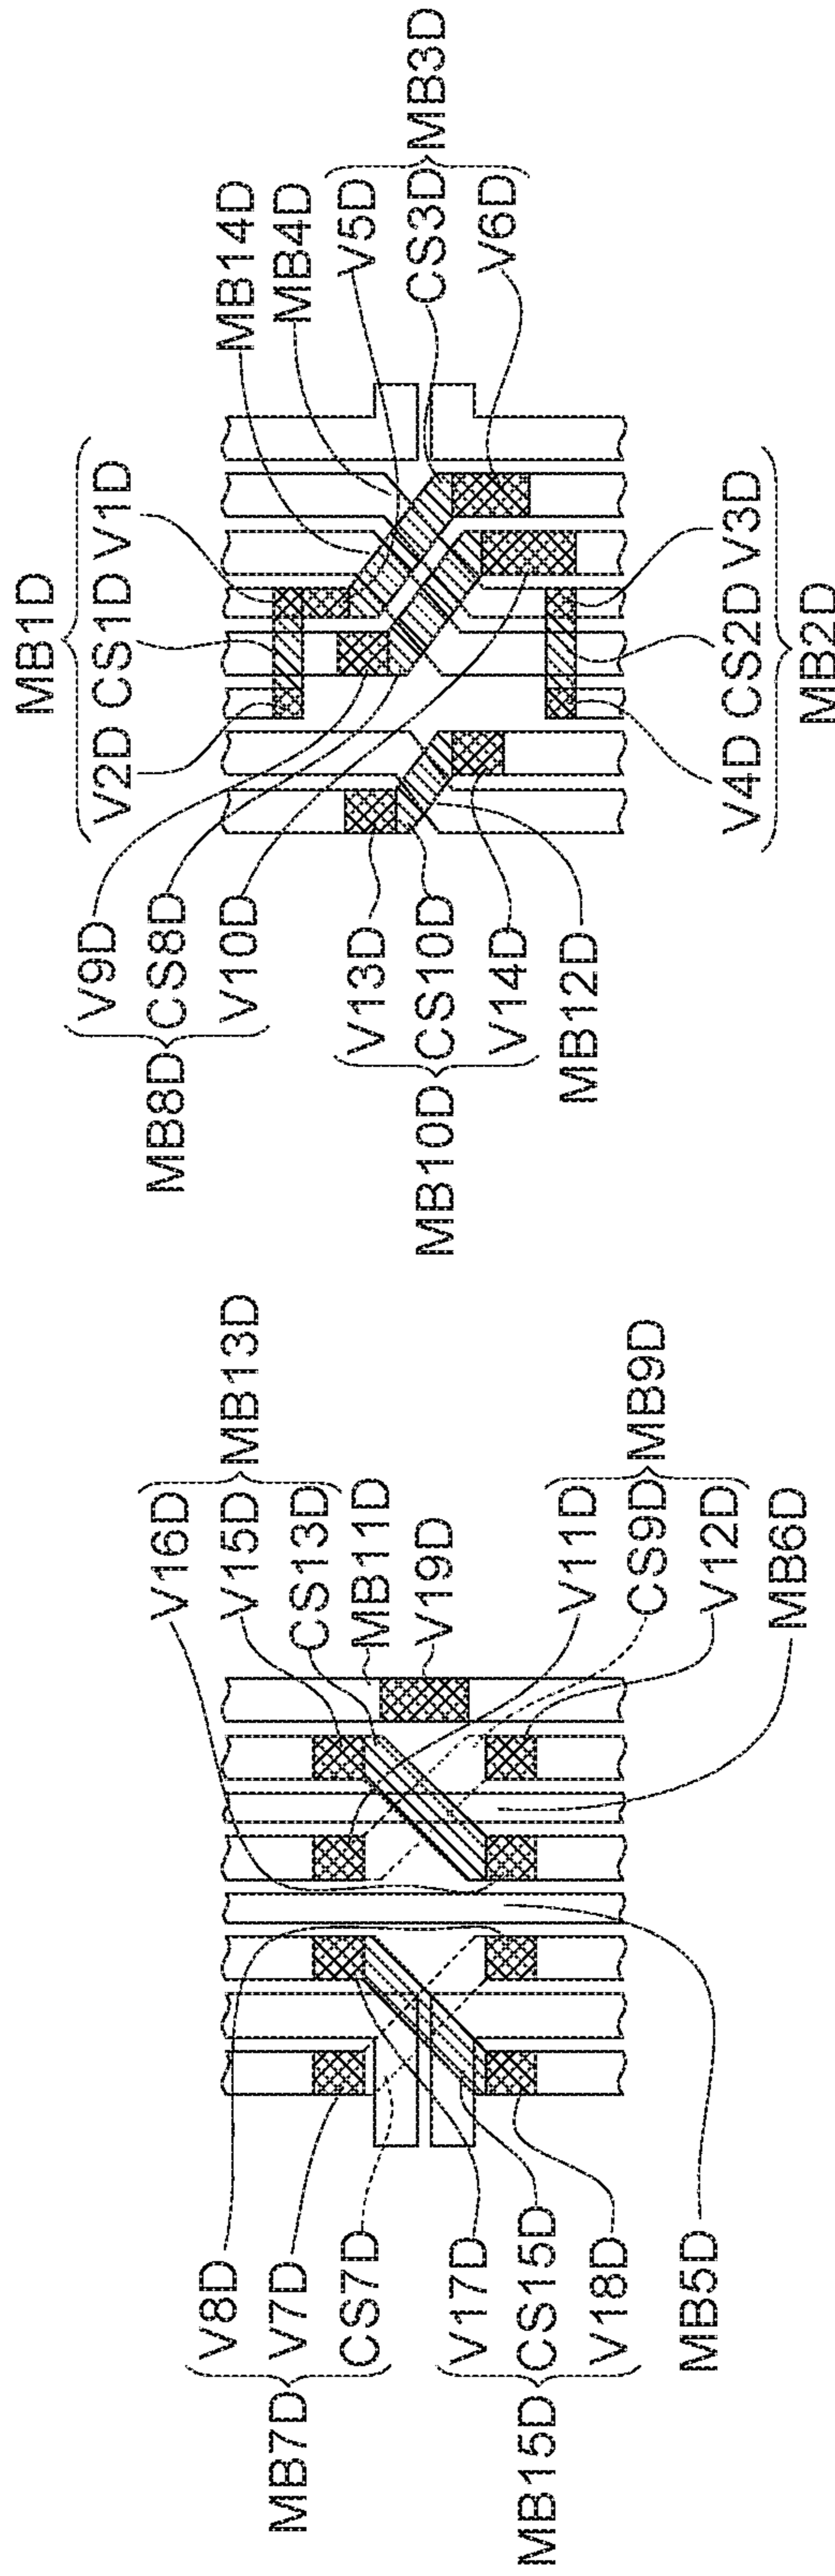 MB1D
V2D CS1D V1D
MB14D
MB4D
V5D
CS3D
MB3D
V6D
V9D
CS8D
MB8D
V10D
V13D
CS10D
MB10D
V14D
MB12D
V4D CS2D V3D
MB2D
V16D
V15D
MB13D
CS13D
MB11D
V19D
V11D
CS9D
MB9D
V12D
MB6D
V8D
V7D
MB7D
CS7D
V17D
CS15D
MB15D
V18D
MB5D